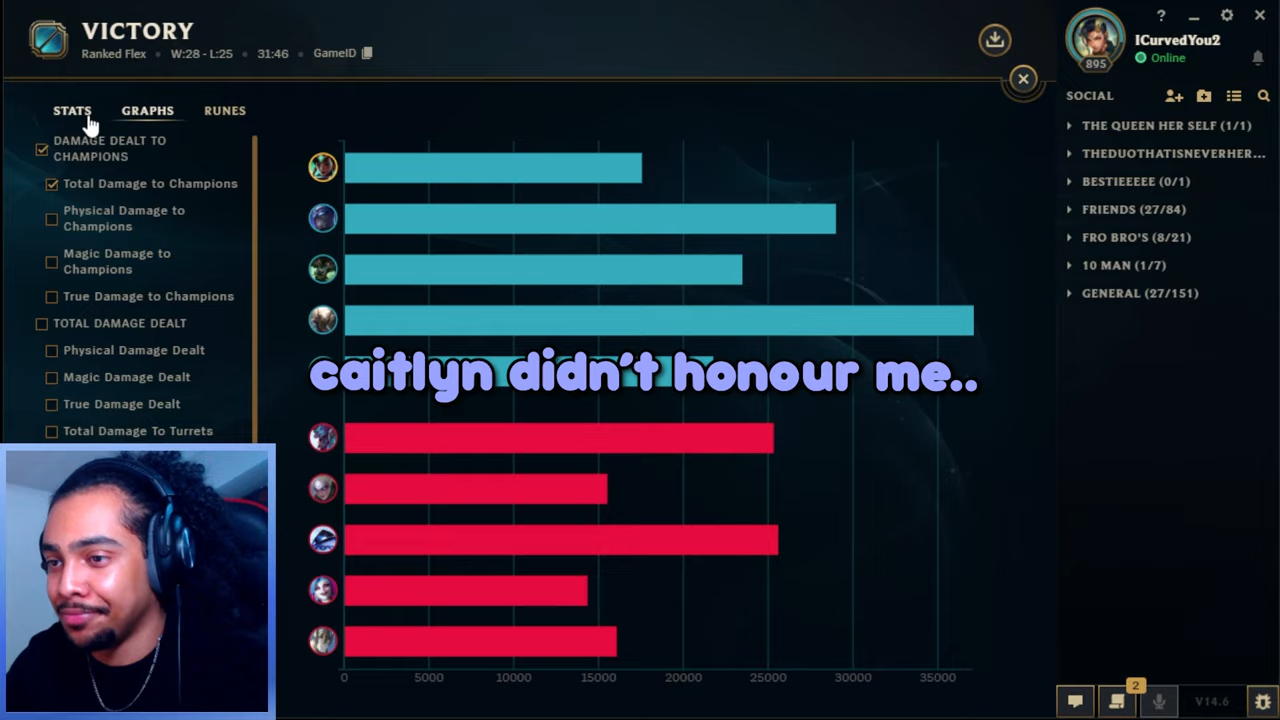 VICTORY
Ranked Flex • W:28 - L:25 • 31:46 • GameID
STATS GRAPHS RUNES
DAMAGE DEALT TO
CHAMPIONS
Total Damage to Champions
Physical Damage to
Champions
Magic Damage to
Champions
True Damage to Champions
TOTAL DAMAGE DEALT
Physical Damage Dealt
Magic Damage Dealt
True Damage Dealt
Total Damage To Turrets
caitlyn didn't honour me..
0 5000 10000 15000 20000 25000 30000 35000
?
895
ICurvedYou2
Online
SOCIAL
THE QUEEN HER SELF (1/1)
THEDUOTHATISNEVERHER...
BESTIEEEEE (0/1)
FRIENDS (27/84)
FRO BRO'S (8/21)
10 MAN (1/7)
GENERAL (27/151)
2
V14.6